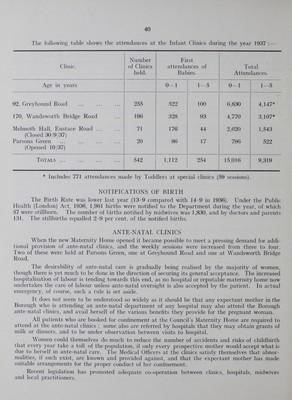 40
The following table shows the attendances at the Infant Clinics during the year 1937 :—
Clinic. Number of Clinics held. First attendances of Babies. Total Attendances.
Age in years 0—1 1—5 0—1 1—5
92, Greyhound Road 255 522 100 6,830 4,147*
170, Wandsworth Bridge Road 196 328 93 4,770 3,107*
Melmoth Hall, Eustace Road 71 176 44 2,620 1,543
(Closed 30/9/37)
Parsons Green 20 86 17 796 522
(Opened 10/37)
Totals 542 1,112 254 15,016 9,319
* Includes 771 attendances made by Toddlers at special clinics (89 sessions).
NOTIFICATIONS OF BIRTH
The Birth Rate was lower last year (13·9 compared with 14·9 in 1936). Under the Public
Health (London) Act, 1936, 1,961 births were notified to the Department during the year, of which
57 were stillborn. The number of births notified by midwives was 1,830, and by doctors and parents
131. The stillbirths equalled 2·9 per cent. of the notified births.
ANTE-NATAL CLINICS
When the new Maternity Home opened it became possible to meet a pressing demand for addi-
tional provision of ante-natal clinics, and the weekly sessions were increased from three to four.
Two of these were held at Parsons Green, one at Greyhound Road and one at Wandsworth Bridge
Road.
The desirability of ante-natal care is gradually being realised by the majority of women,
though there is yet much to be done in the direction of securing its general acceptance. The increased
hospitalisation of labour is tending towards this end, as no hospital or reputable maternity home now
undertakes the care of labour unless ante-natal oversight is also accepted by the patient. In actual
emergency, of course, such a rule is set aside.
It does not seem to be understood so widely as it should be that any expectant mother in the
Borough who is attending an ante-natal department of any hospital may also attend the Borough
ante-natal clinics, and avail herself of the various benefits they provide for the pregnant woman.
All patients who are booked for confinement at the Council's Maternity Home are required to
attend at the ante-natal clinics ; some also are referred by hospitals that they may obtain grants of
milk or dinners, and to be under observation between visits to hospital.
Women could themselves do much to reduce the number of accidents and risks of childbirth
that every year take a toll of the population, if only every prospective mother would accept what is
due to herself in ante-natal care. The Medical Officers at the clinics satisfy themselves that abnor-
malities, if such exist, are known and provided against, and that the expectant mother has made
suitable arrangements for the proper conduct of her confinement.
Recent legislation has promoted adequate co-operation between clinics, hospitals, midwives
and local practitioners.